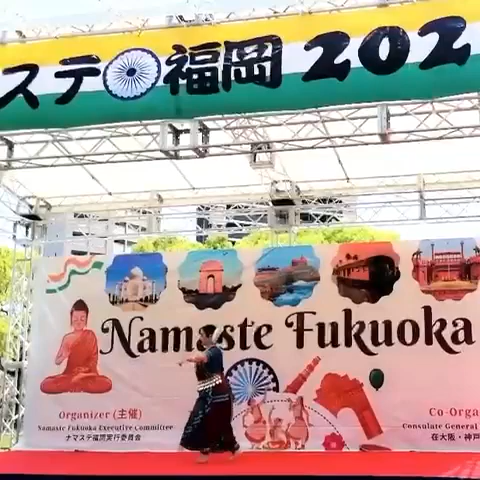 マステ 福岡 202
Namaste Fukuoka
Organizer (主催)
Namaste Fukuoka Executive Committee
ナマステ福岡実行委員会
Co-Orga
Consulate General
在大阪・神戸